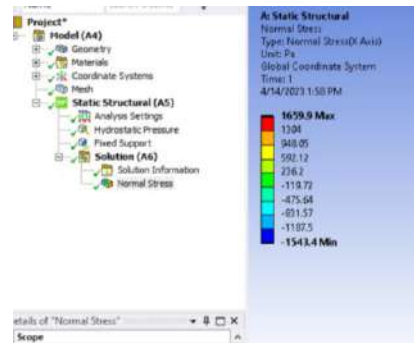 Project*
Model (A4)
Geometry
Materials
Coordinate Systems
Mesh
Static Structural (A5)
Analysis Settings
Hydrostatic Pressure
Fixed Support
Solution (A6)
Solution Information
Normal Stress
etails of "Normal Stress"
Scope
A: Static Structural
Normal Stress
Type: Normal Stress(X Axis)
Unit: Pa
Global Coordinate System
Time: 1
4/14/2023 1:58 PM
1659.9 Max
1304
948.05
592.12
236.2
-119.72
-475.64
-831.57
-1187.5
-1543.4 Min